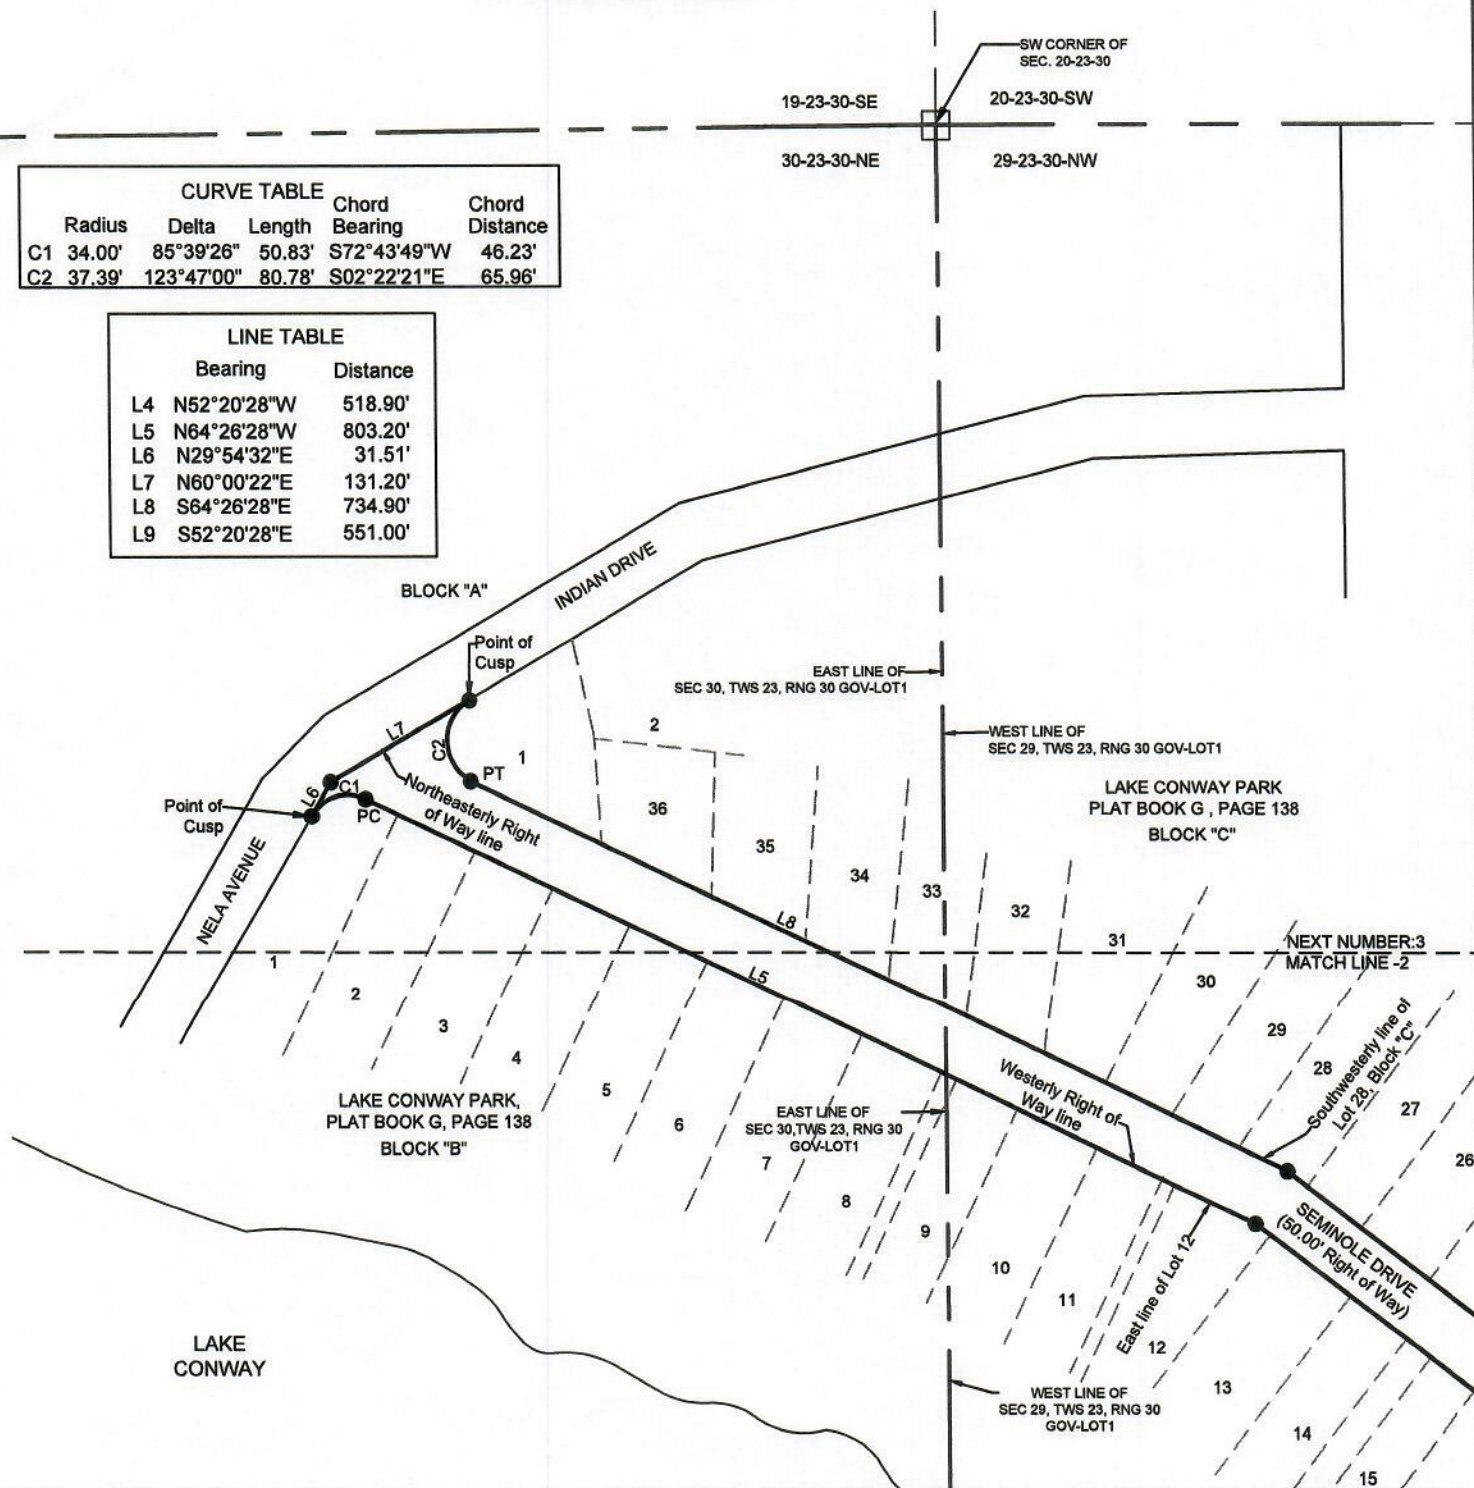 SW CORNER OF
SEC. 20-23-30
19-23-30-SE
20-23-30-SW
30-23-30-NE
29-23-30-NW
CURVE TABLE
Radius Delta Length Chord Bearing Chord Distance
C1 34.00' 85°39'26" 50.83' S72°43'49"W 46.23'
C2 37.39' 123°47'00" 80.78' S02°22'21"E 65.96'
LINE TABLE
Bearing Distance
L4 N52°20'28"W 518.90'
L5 N64°26'28"W 803.20'
L6 N29°54'32"E 31.51'
L7 N60°00'22"E 131.20'
L8 S64°26'28"E 734.90'
L9 S52°20'28"E 551.00'
BLOCK "A"
INDIAN DRIVE
Point of
Cusp
EAST LINE OF
SEC 30, TWS 23, RNG 30 GOV-LOT1
WEST LINE OF
SEC 29, TWS 23, RNG 30 GOV-LOT1
L7
C2
1
2
PT
Northeasterly Right
of Way line
LAKE CONWAY PARK
PLAT BOOK G , PAGE 138
BLOCK "C"
Point of
Cusp
L6
C1
PC
NELA AVENUE
36
35
34
33
32
31
30
29
28
27
26
L8
L5
NEXT NUMBER:3
MATCH LINE -2
Southwesterly line of
Lot 28, Block "C"
1
2
3
4
5
6
7
8
9
10
11
12
13
14
15
LAKE CONWAY PARK,
PLAT BOOK G, PAGE 138
BLOCK "B"
EAST LINE OF
SEC 30,TWS 23, RNG 30
GOV-LOT1
Westerly Right of
Way line
SEMINOLE DRIVE
(50.00' Right of Way)
East line of Lot 12
LAKE
CONWAY
WEST LINE OF
SEC 29, TWS 23, RNG 30
GOV-LOT1